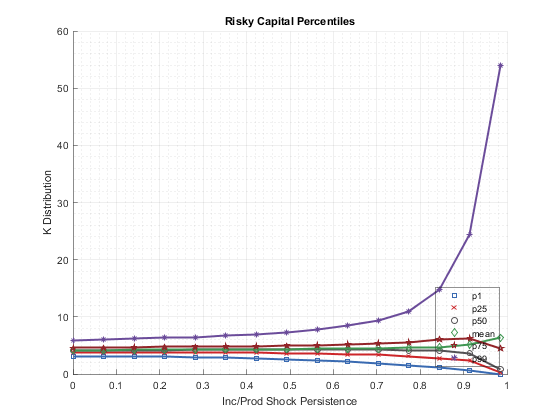 Risky Capital Percentiles
60
50
40
30
20
10
0
K Distribution
p1
p25
p50
mean
p75
p99
0 0.1 0.2 0.3 0.4 0.5 0.6 0.7 0.8 0.9 1
Inc/Prod Shock Persistence